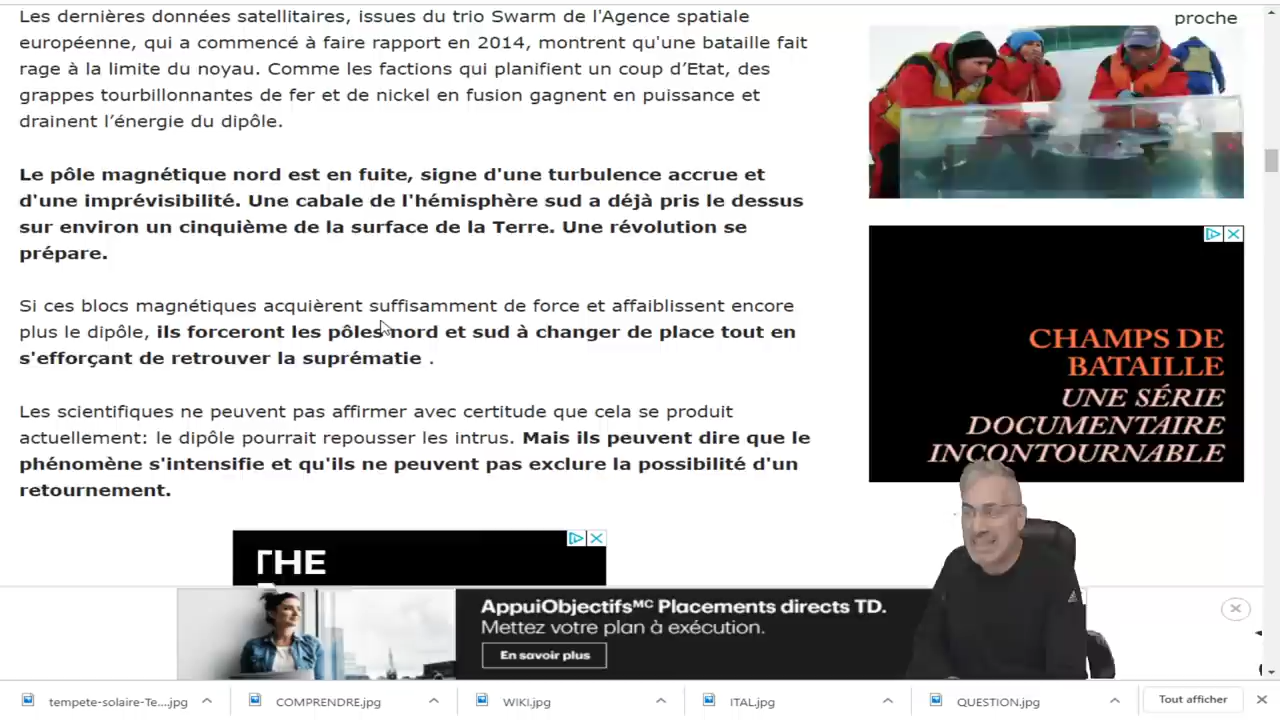 Les dernières données satellitaires, issues du trio Swarm de l'Agence spatiale
européenne, qui a commencé à faire rapport en 2014, montrent qu'une bataille fait
rage à la limite du noyau. Comme les factions qui planifient un coup d’Etat, des
grappes tourbillonnantes de fer et de nickel en fusion gagnent en puissance et
drainent l’énergie du dipôle.
Le pôle magnétique nord est en fuite, signe d'une turbulence accrue et
d'une imprévisibilité. Une cabale de l'hémisphère sud a déjà pris le dessus
sur environ un cinquième de la surface de la Terre. Une révolution se
prépare.
Si ces blocs magnétiques acquièrent suffisamment de force et affaiblissent encore
plus le dipôle, ils forceront les pôles nord et sud à changer de place tout en
s'efforçant de retrouver la suprématie .
Les scientifiques ne peuvent pas affirmer avec certitude que cela se produit
actuellement: le dipôle pourrait repousser les intrus. Mais ils peuvent dire que le
phénomène s'intensifie et qu'ils ne peuvent pas exclure la possibilité d'un
retournement.
proche
CHAMPS DE
BATAILLE
UNE SÉRIE
DOCUMENTAIRE
INCONTOURNABLE
THE
AppuiObjectifsMC Placements directs TD.
Mettez votre plan à exécution.
En savoir plus
tempete-solaire-Te....jpg
COMPRENDRE.jpg
WIKI.jpg
ITAL.jpg
QUESTION.jpg
Tout afficher